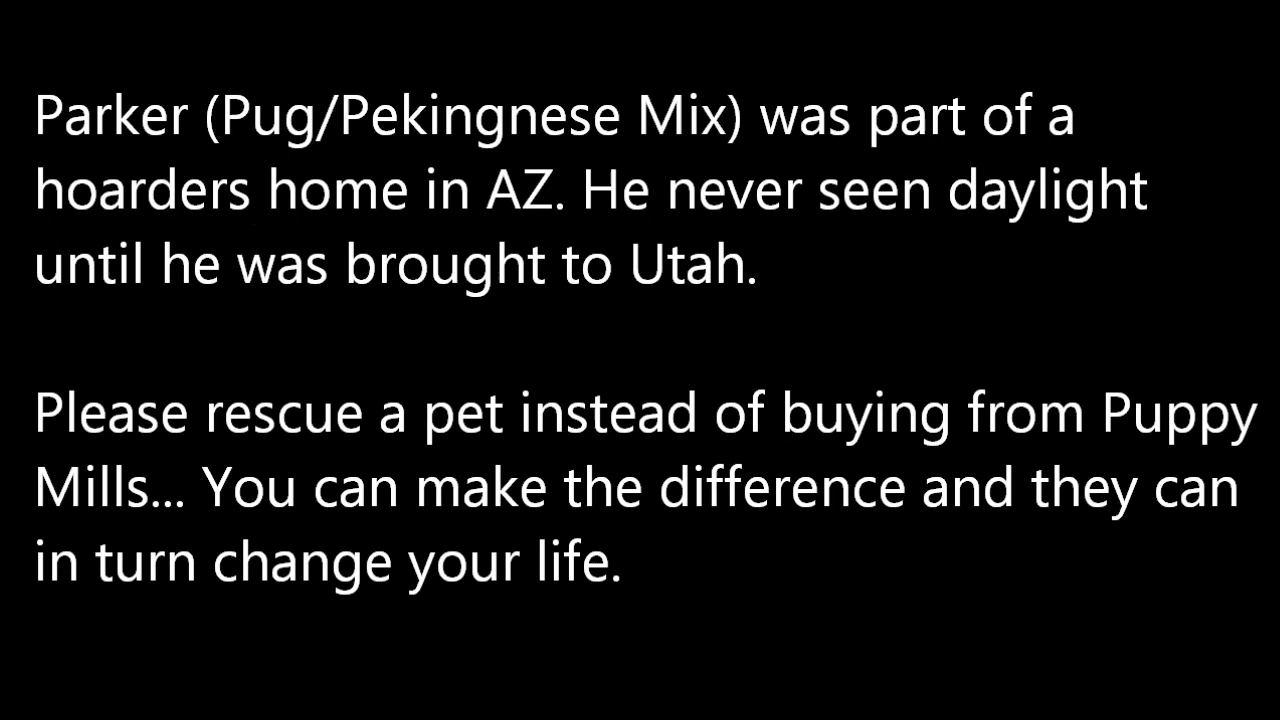 Parker (Pug/Pekingnese Mix) was part of a
hoarders home in AZ. He never seen daylight
until he was brought to Utah.
Please rescue a pet instead of buying from Puppy
Mills... You can make the difference and they can
in turn change your life.